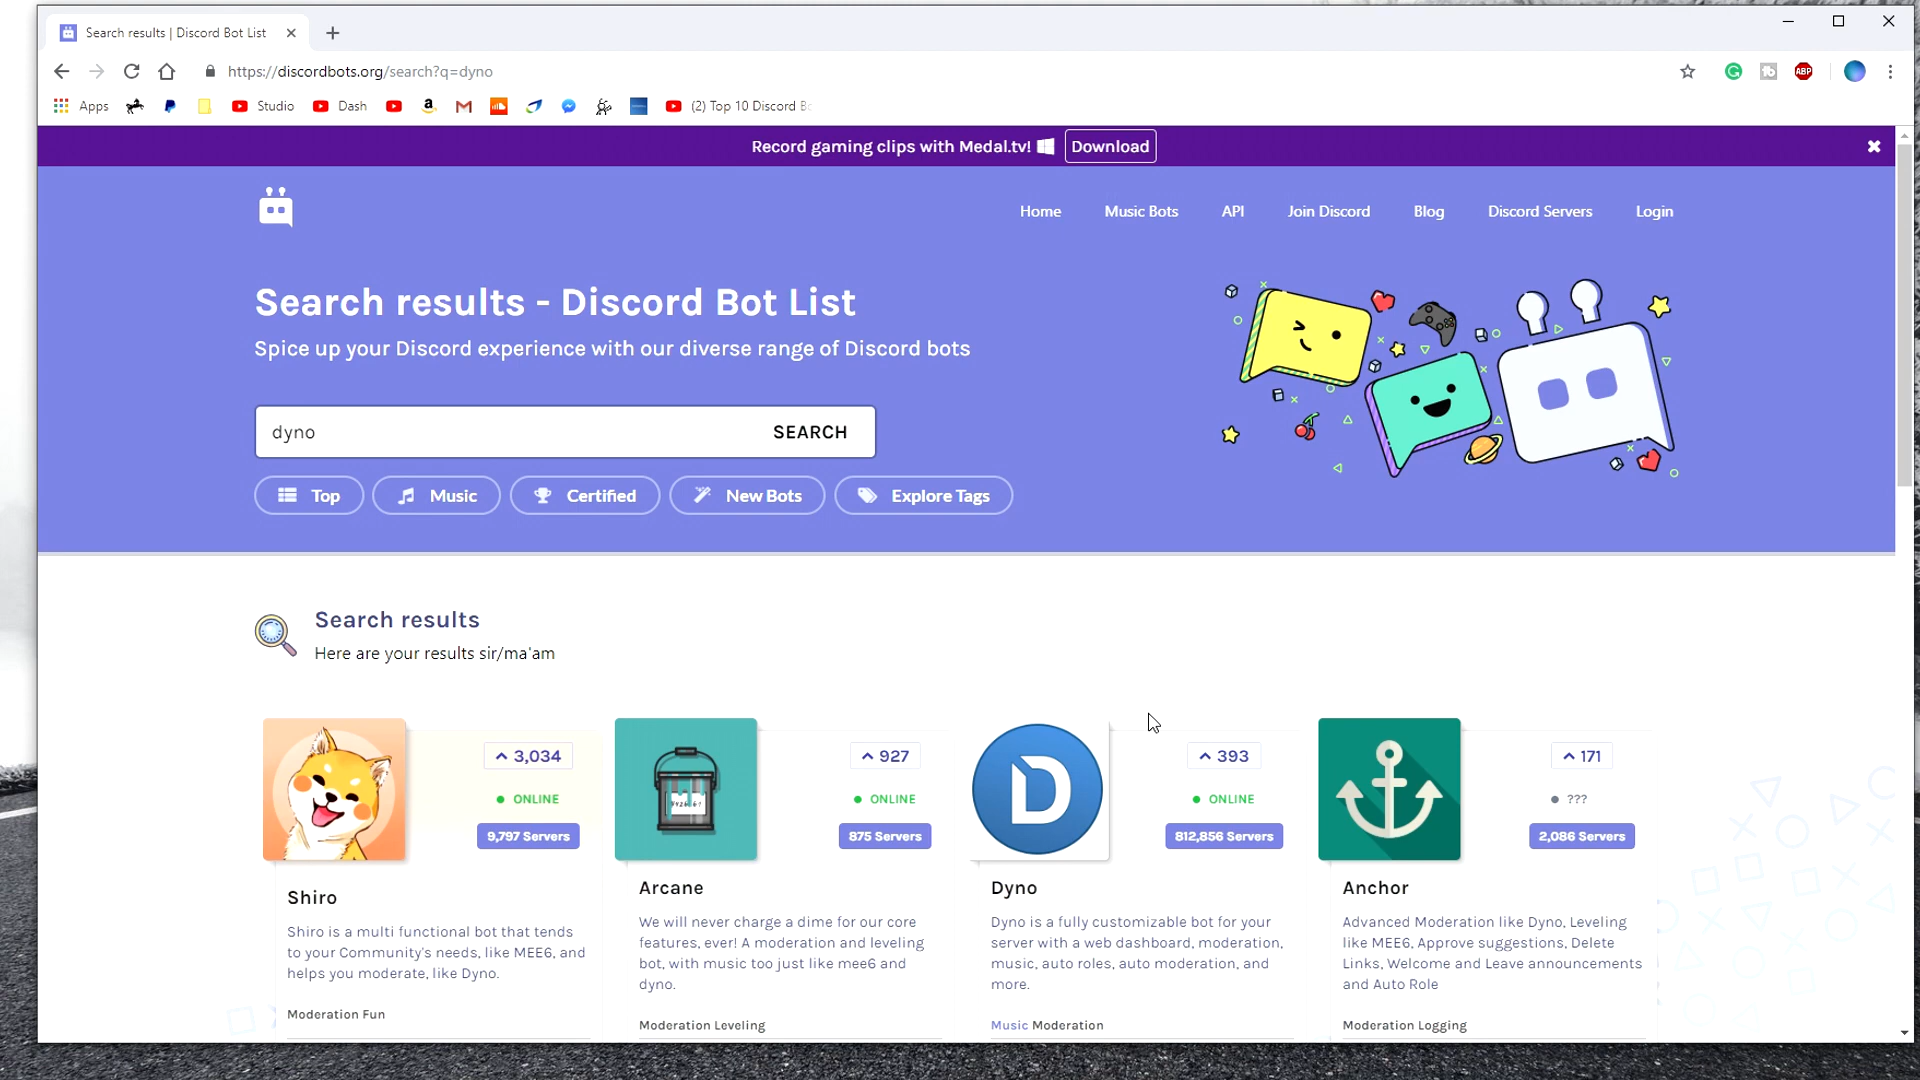 Search results | Discord Bot List
https://discordbots.org/search?q=dyno
Apps
Studio
Dash
(2) Top 10 Discord B
Record gaming clips with Medal.tv!
Download
Home
Music Bots
API
Join Discord
Blog
Discord Servers
Login
Search results - Discord Bot List
Spice up your Discord experience with our diverse range of Discord bots
dyno
SEARCH
Top
Music
Certified
New Bots
Explore Tags
Search results
Here are your results sir/ma'am
3,034
ONLINE
9,797 Servers
Shiro
Shiro is a multi functional bot that tends
to your Community's needs, like MEE6, and
helps you moderate, like Dyno.
Moderation Fun
927
ONLINE
875 Servers
Arcane
We will never charge a dime for our core
features, ever! A moderation and leveling
bot, with music too just like mee6 and
dyno.
Moderation Leveling
D
393
ONLINE
812,856 Servers
Dyno
Dyno is a fully customizable bot for your
server with a web dashboard, moderation,
music, auto roles, auto moderation, and
more.
Music Moderation
171
???
2,086 Servers
Anchor
Advanced Moderation like Dyno, Leveling
like MEE6, Approve suggestions, Delete
Links, Welcome and Leave announcements
and Auto Role
Moderation Logging